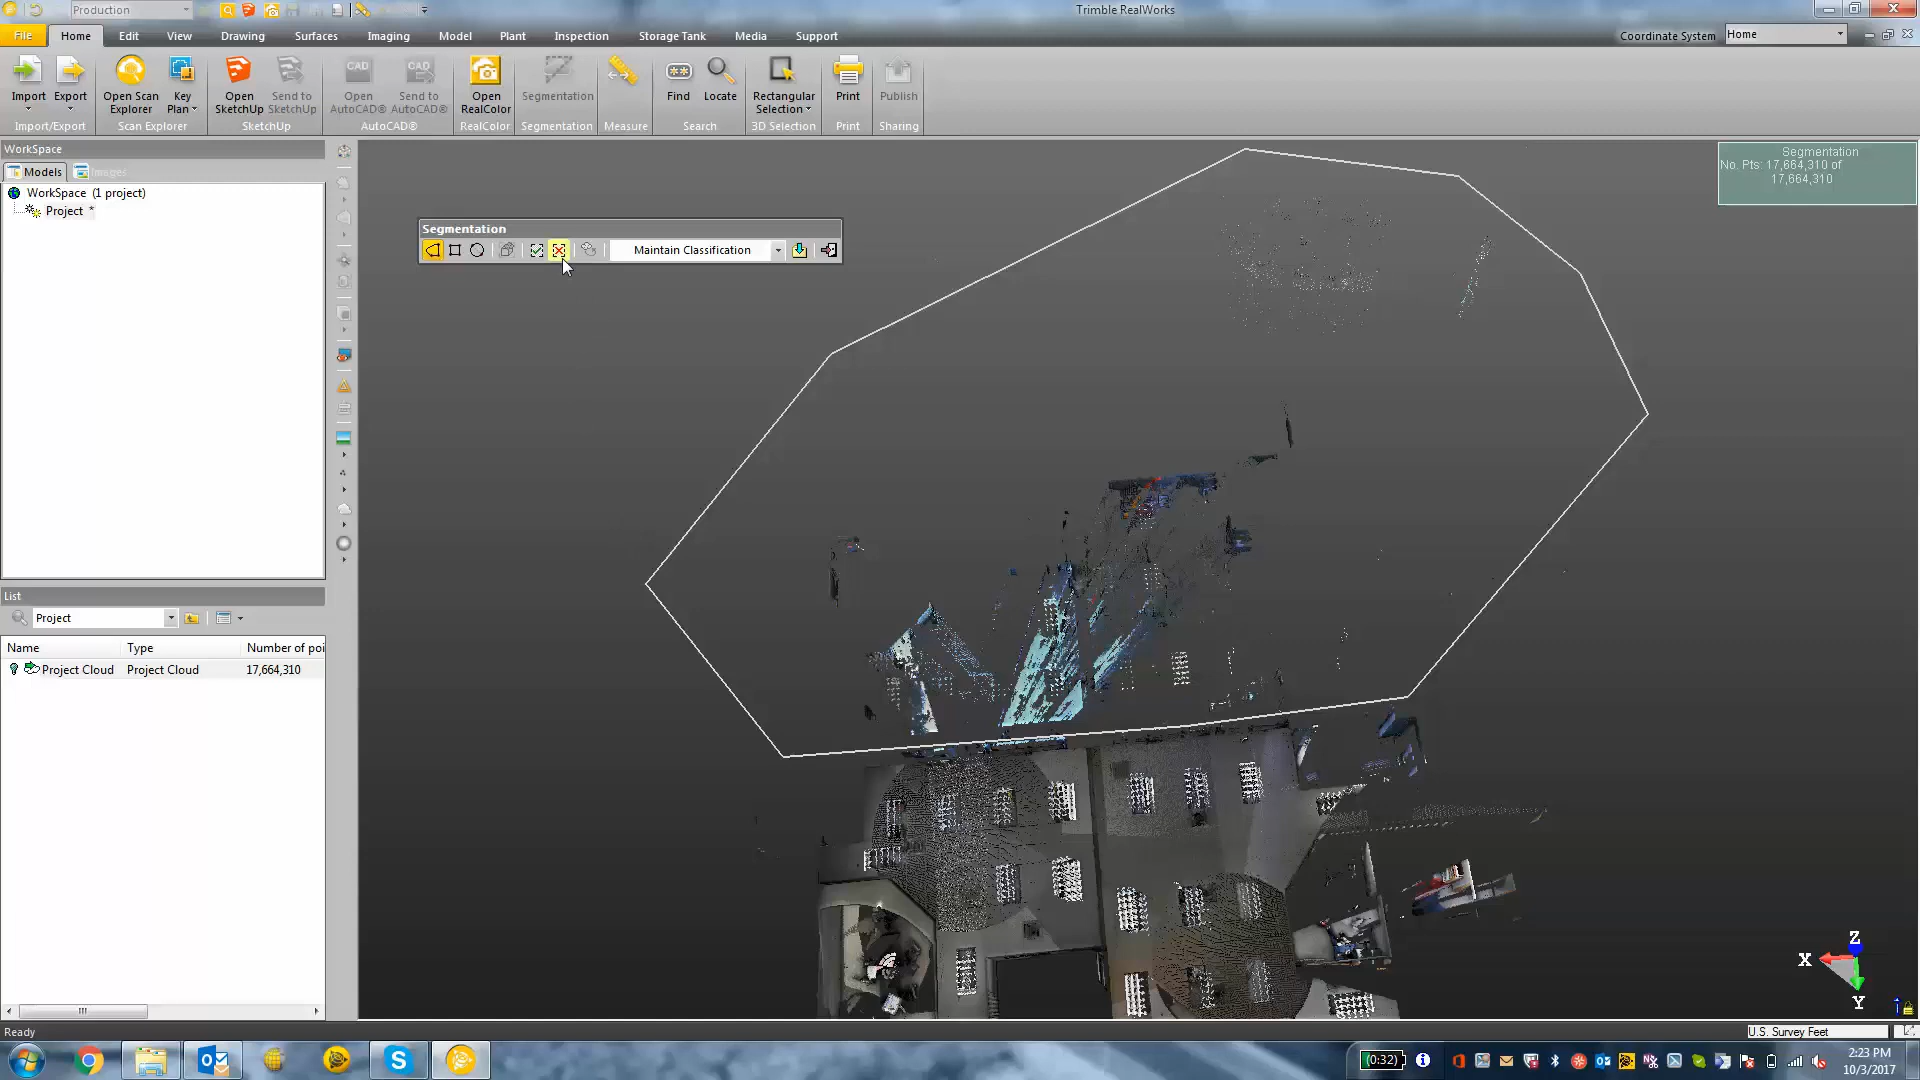 Production
Trimble RealWorks
File
Home
Edit
View
Drawing
Surfaces
Imaging
Model
Plant
Inspection
Storage Tank
Media
Support
Coordinate System
Home
Import
Export
Open Scan
Explorer
Key
Plan
Open
SketchUp
Send to
SketchUp
CAD
Open
AutoCAD®
CAD
Send to
AutoCAD®
Open
RealColor
Segmentation
Find
Locate
Rectangular
Selection
Print
Publish
Import/Export
Scan Explorer
SketchUp
AutoCAD®
RealColor
Segmentation
Measure
Search
3D Selection
Print
Sharing
WorkSpace
Models
Images
WorkSpace (1 project)
Project *
Segmentation
No. Pts: 17,664,310 of
17,664,310
Segmentation
Maintain Classification
List
Project
Name
Type
Number of poi
Project Cloud
Project Cloud
17,664,310
Z
X
Y
Ready
U.S. Survey Feet
(0:32)
2:23 PM
10/3/2017